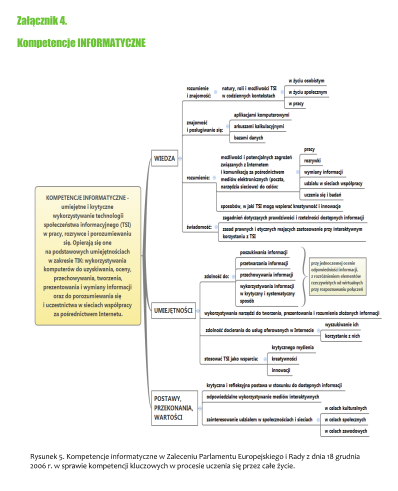 Załącznik 4.
Kompetencje INFORMATYCZNE
KOMPETENCJE INFORMATYCZNE -
umiejętne i krytyczne
wykorzystywanie technologii
społeczeństwa informacyjnego (TSI)
w pracy, rozrywce i porozumiewaniu
się. Opierają się one
na podstawowych umiejętnościach
w zakresie TIK: wykorzystywania
komputerów do uzyskiwania, oceny,
przechowywania, tworzenia,
prezentowania i wymiany informacji
oraz do porozumiewania się
i uczestnictwa w sieciach współpracy
za pośrednictwem Internetu.
WIEDZA
rozumienie
i znajomość
natury, roli i możliwości TSI
w codziennych kontekstach
w życiu osobistym
w życiu społecznym
w pracy
znajomość
i posługiwanie się:
aplikacjami komputerowymi
arkuszami kalkulacyjnymi
bazami danych
rozumienie:
możliwości i potencjalnych zagrożeń
związanych z Internetem
i komunikacją za pośrednictwem
mediów elektronicznych (poczta,
narzędzia sieciowe) do celów:
pracy
rozrywki
wymiany informacji
udziału w sieciach współpracy
uczenia się i badań
sposobów, w jaki TSI mogą wspierać kreatywność i innowacje
świadomość:
zagadnień dotyczących prawdziwości i rzetelności dostępnych informacji
zasad prawnych i etycznych mających zastosowanie przy interaktywnym
korzystaniu z TSI
UMIEJĘTNOŚCI
zdolność do:
poszukiwania informacji
przetwarzania informacji
przechowywania informacji
wykorzystywania informacji
w krytyczny i systematyczny
sposób
przy jednoczesnej ocenie
odpowiedniości informacji,
z rozróżnieniem elementów
rzeczywistych od wirtualnych
przy rozpoznawaniu połączeń
wykorzystywania narzędzi do tworzenia, prezentowania i rozumienia złożonych informacji
zdolność docierania do usług oferowanych w Internecie
wyszukiwanie ich
korzystanie z nich
stosować TSI jako wsparcie:
krytycznego myślenia
kreatywności
innowacji
POSTAWY,
PRZEKONANIA,
WARTOŚCI
krytyczna i refleksyjna postawa w stosunku do dostępnych informacji
odpowiedzialne wykorzystywanie mediów interaktywnych
zainteresowanie udziałem w społecznościach i sieciach
w celach kulturalnych
w celach społecznych
w celach zawodowych
Rysunek 5. Kompetencje informatyczne w Zaleceniu Parlamentu Europejskiego i Rady z dnia 18 grudnia
2006 r. w sprawie kompetencji kluczowych w procesie uczenia się przez całe życie.